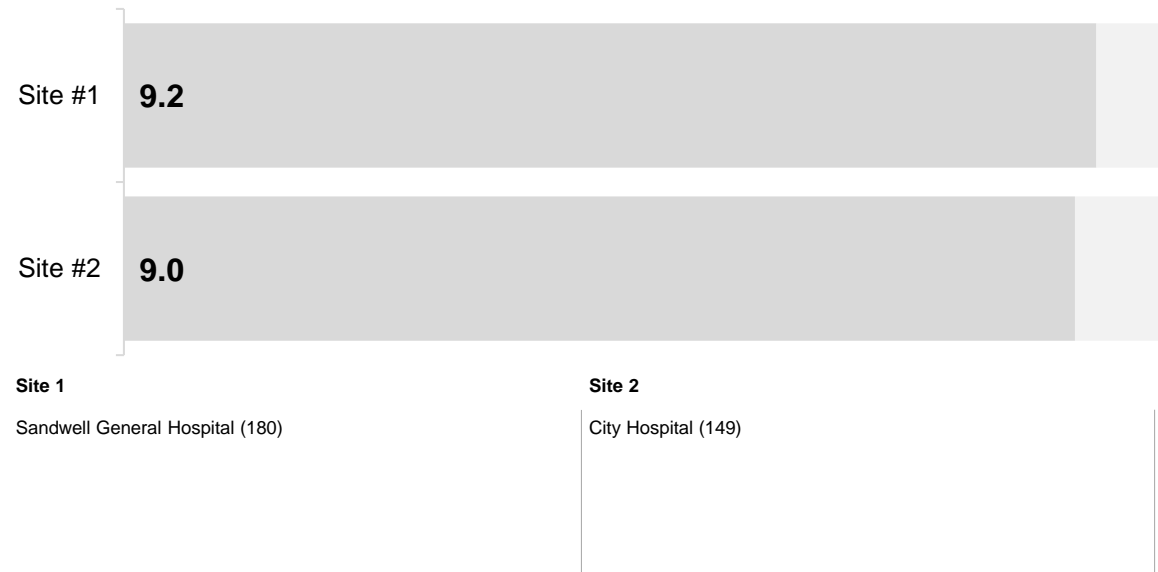 Site #1
9.2
Site #2
9.0
Site 1
Site 2
Sandwell General Hospital (180)
City Hospital (149)